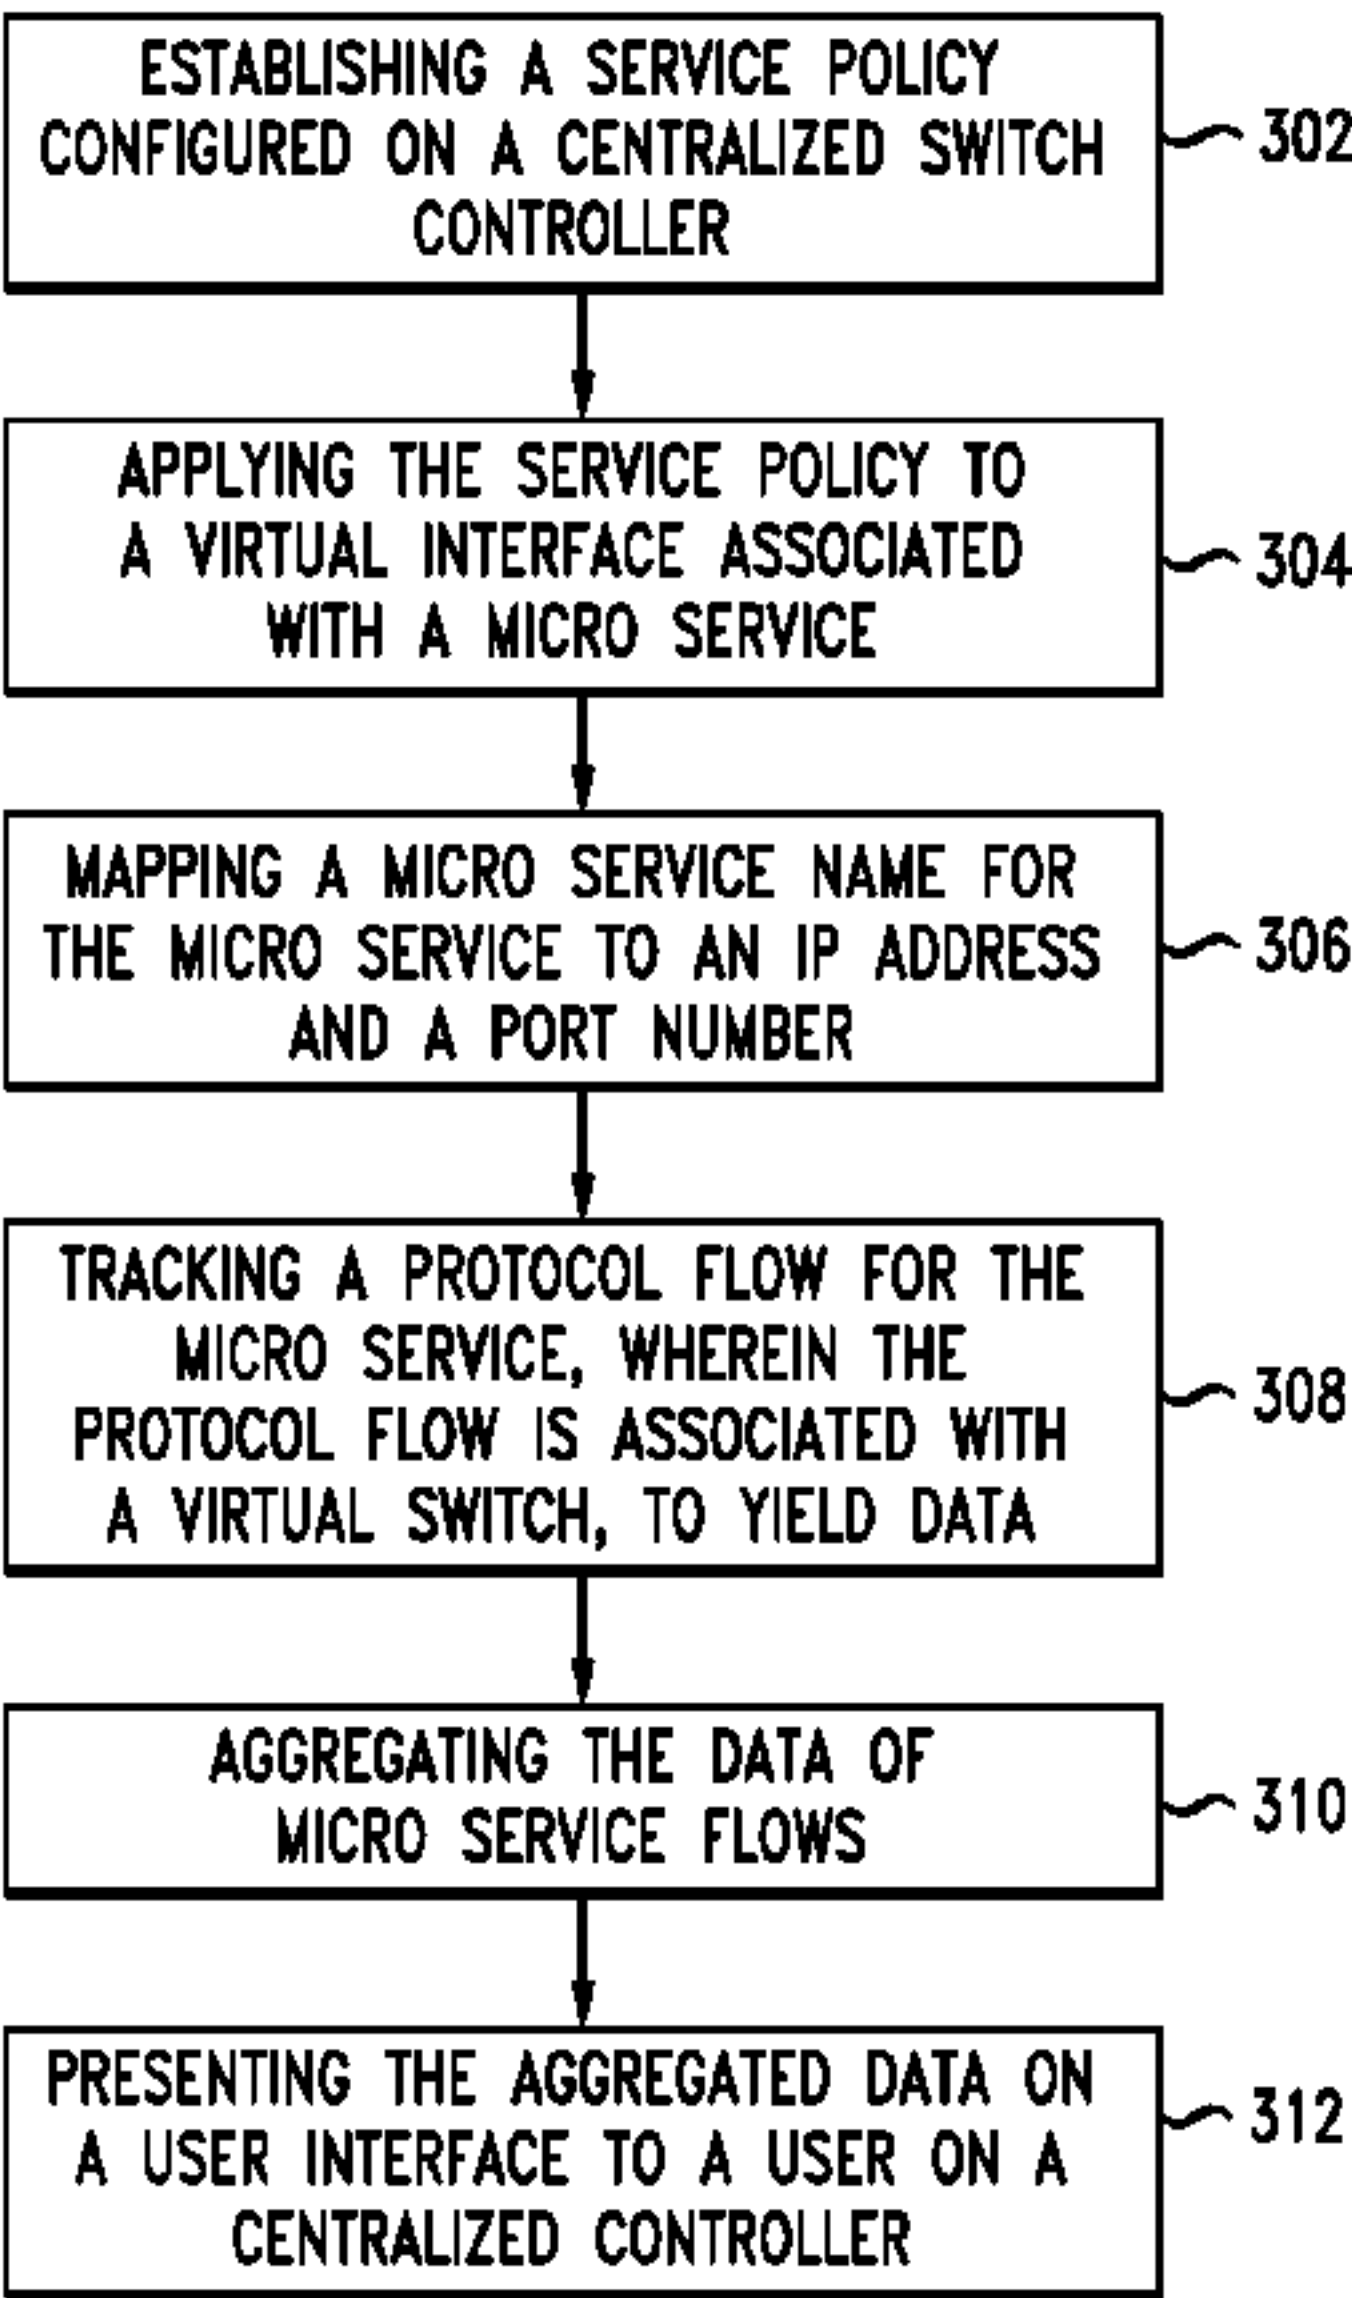 ESTABLISHING A SERVICE POLICY
CONFIGURED ON A CENTRALIZED SWITCH
CONTROLLER
302
APPLYING THE SERVICE POLICY TO
A VIRTUAL INTERFACE ASSOCIATED
WITH A MICRO SERVICE
304
MAPPING A MICRO SERVICE NAME FOR
THE MICRO SERVICE TO AN IP ADDRESS
AND A PORT NUMBER
306
TRACKING A PROTOCOL FLOW FOR THE
MICRO SERVICE, WHEREIN THE
PROTOCOL FLOW IS ASSOCIATED WITH
A VIRTUAL SWITCH, TO YIELD DATA
308
AGGREGATING THE DATA OF
MICRO SERVICE FLOWS
310
PRESENTING THE AGGREGATED DATA ON
A USER INTERFACE TO A USER ON A
CENTRALIZED CONTROLLER
312